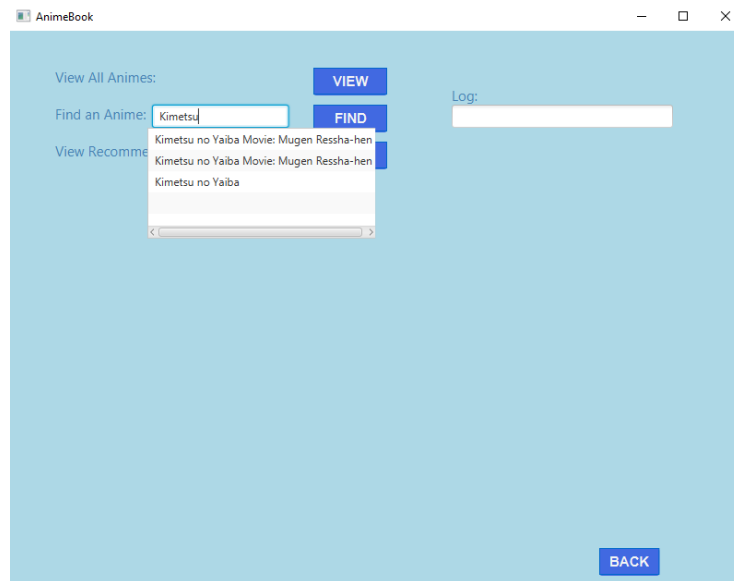 AnimeBook
View All Animes:
VIEW
Log:
Find an Anime:
Kimetsu
FIND
View Recomme
Kimetsu no Yaiba Movie: Mugen Ressha-hen
Kimetsu no Yaiba Movie: Mugen Ressha-hen
Kimetsu no Yaiba
BACK